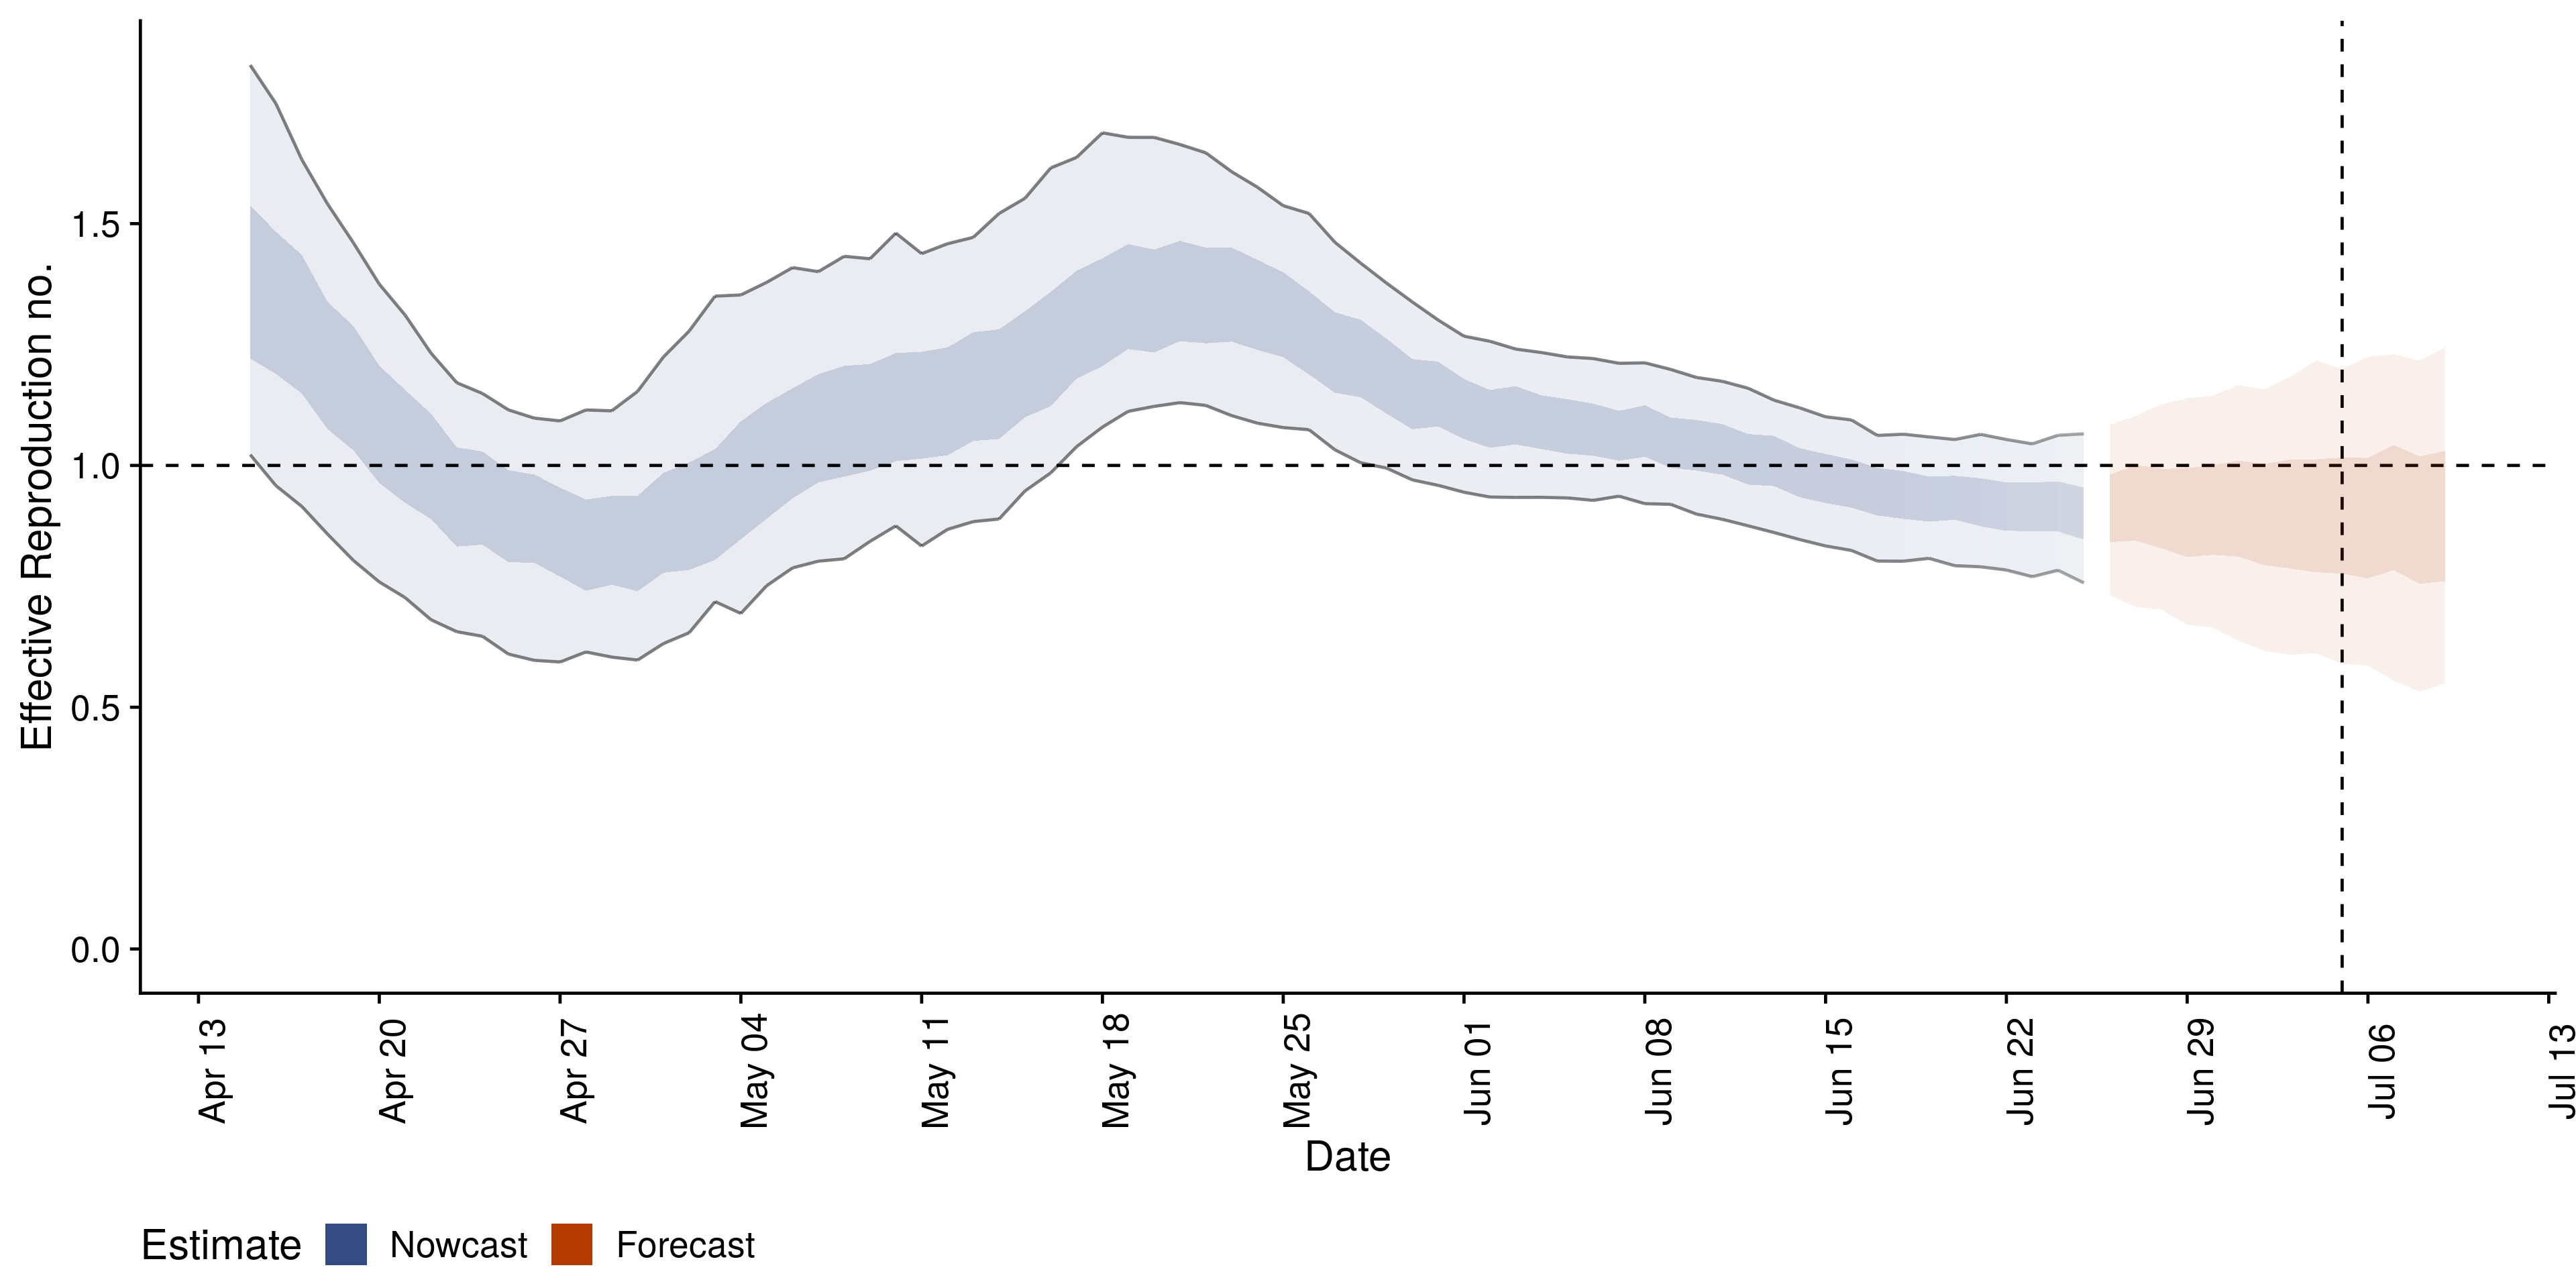 Effective Reproduction no.
1.5
1.0
0.5
0.0
Apr 13
Apr 20
Apr 27
May 04
May 11
May 18
May 25
Jun 01
Jun 08
Jun 15
Jun 22
Jun 29
Jul 06
Jul 13
Date
Estimate Nowcast Forecast